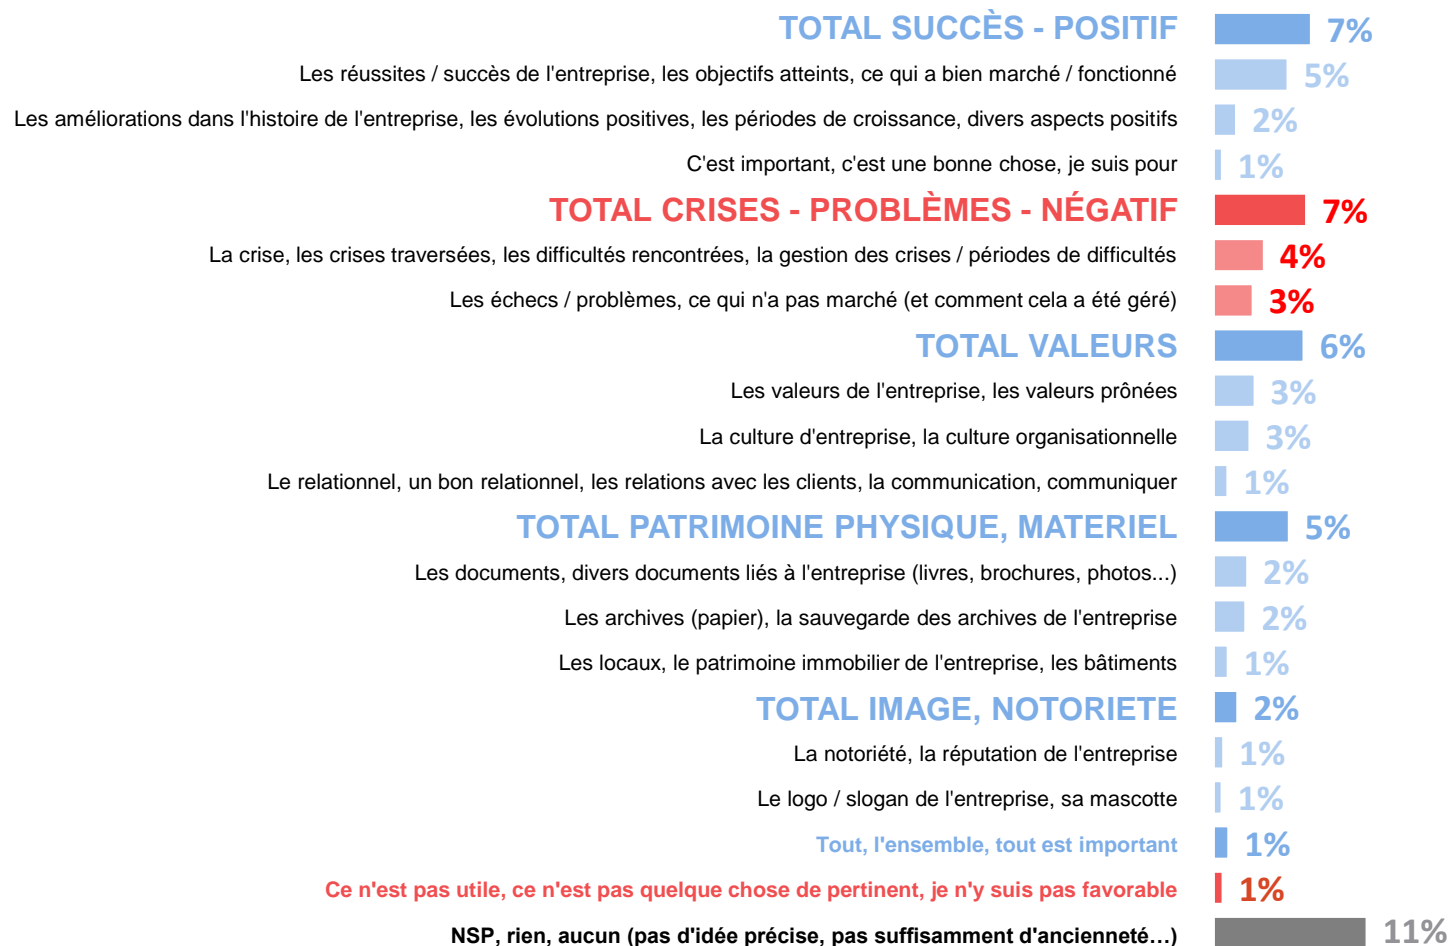 TOTAL SUCCÈS - POSITIF 7%
Les réussites / succès de l'entreprise, les objectifs atteints, ce qui a bien marché / fonctionné 5%
Les améliorations dans l'histoire de l'entreprise, les évolutions positives, les périodes de croissance, divers aspects positifs 2%
C'est important, c'est une bonne chose, je suis pour 1%
TOTAL CRISES - PROBLÈMES - NÉGATIF 7%
La crise, les crises traversées, les difficultés rencontrées, la gestion des crises / périodes de difficultés 4%
Les échecs / problèmes, ce qui n'a pas marché (et comment cela a été géré) 3%
TOTAL VALEURS 6%
Les valeurs de l'entreprise, les valeurs prônées 3%
La culture d'entreprise, la culture organisationnelle 3%
Le relationnel, un bon relationnel, les relations avec les clients, la communication, communiquer 1%
TOTAL PATRIMOINE PHYSIQUE, MATERIEL 5%
Les documents, divers documents liés à l'entreprise (livres, brochures, photos...) 2%
Les archives (papier), la sauvegarde des archives de l'entreprise 2%
Les locaux, le patrimoine immobilier de l'entreprise, les bâtiments 1%
TOTAL IMAGE, NOTORIETE 2%
La notoriété, la réputation de l'entreprise 1%
Le logo / slogan de l'entreprise, sa mascotte 1%
Tout, l'ensemble, tout est important 1%
Ce n'est pas utile, ce n'est pas quelque chose de pertinent, je n'y suis pas favorable 1%
NSP, rien, aucun (pas d'idée précise, pas suffisamment d'ancienneté…) 11%